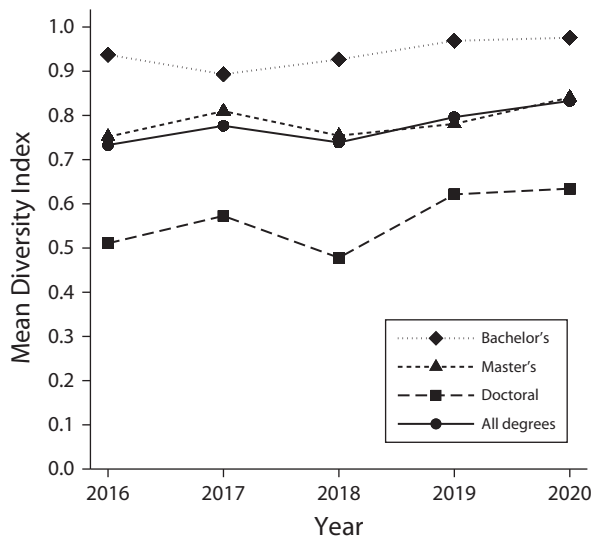 Mean Diversity Index
1.0
0.9
0.8
0.7
0.6
0.5
0.4
0.3
0.2
0.1
0.0
Bachelor's
Master's
Doctoral
All degrees
2016 2017 2018 2019 2020
Year